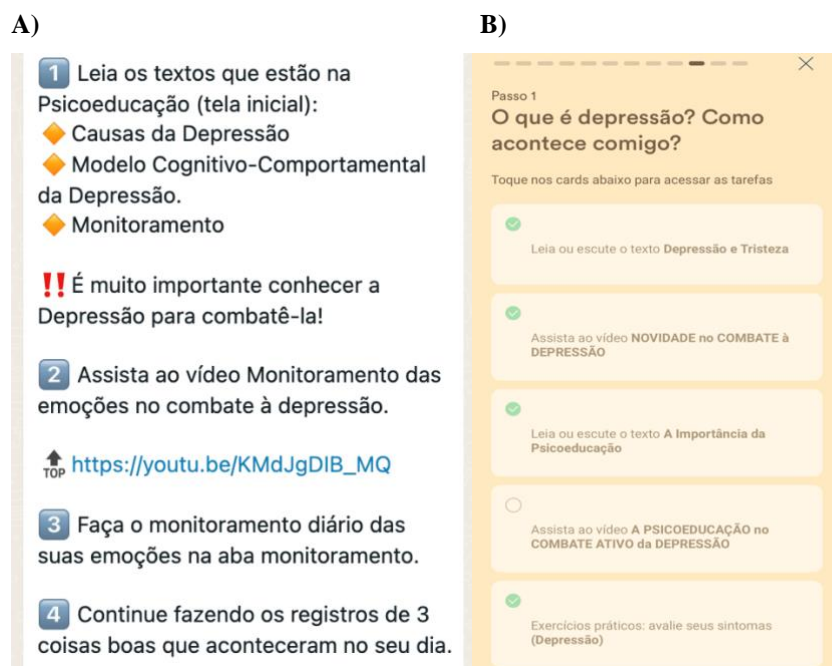 A)
1 Leia os textos que estão na
Psicoeducação (tela inicial):
🔶 Causas da Depressão
🔶 Modelo Cognitivo-Comportamental
da Depressão.
🔶 Monitoramento
‼️ É muito importante conhecer a
Depressão para combatê-la!
2 Assista ao vídeo Monitoramento das
emoções no combate à depressão.
TOP https://youtu.be/KMdJgDIB_MQ
3 Faça o monitoramento diário das
suas emoções na aba monitoramento.
4 Continue fazendo os registros de 3
coisas boas que aconteceram no seu dia.
B)
Passo 1
O que é depressão? Como
acontece comigo?
Toque nos cards abaixo para acessar as tarefas
Leia ou escute o texto Depressão e Tristeza
Assista ao vídeo NOVIDADE no COMBATE à
DEPRESSÃO
Leia ou escute o texto A Importância da
Psicoeducação
Assista ao vídeo A PSICOEDUCAÇÃO no
COMBATE ATIVO da DEPRESSÃO
Exercícios práticos: avalie seus sintomas
(Depressão)